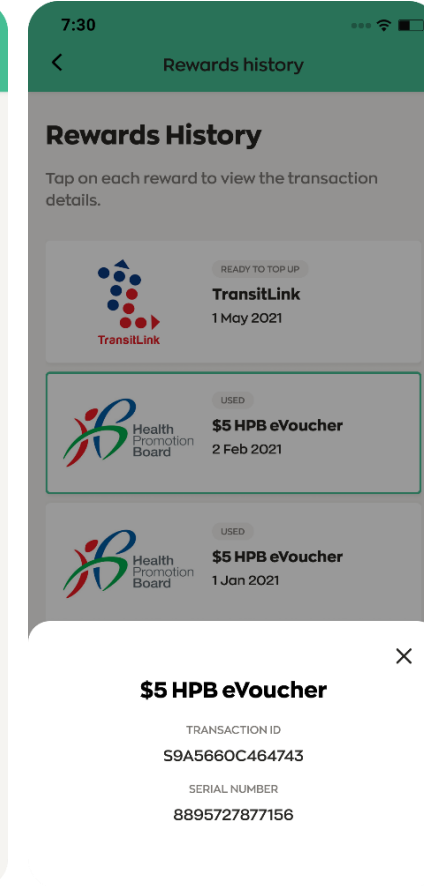 7:30
Rewards history
Rewards History
Tap on each reward to view the transaction
details.
READY TO TOP UP
TransitLink
1 May 2021
TransitLink
USED
$5 HPB eVoucher
2 Feb 2021
Health
Promotion
Board
USED
$5 HPB eVoucher
1 Jan 2021
Health
Promotion
Board
$5 HPB eVoucher
TRANSACTION ID
S9A5660C464743
SERIAL NUMBER
8895727877156